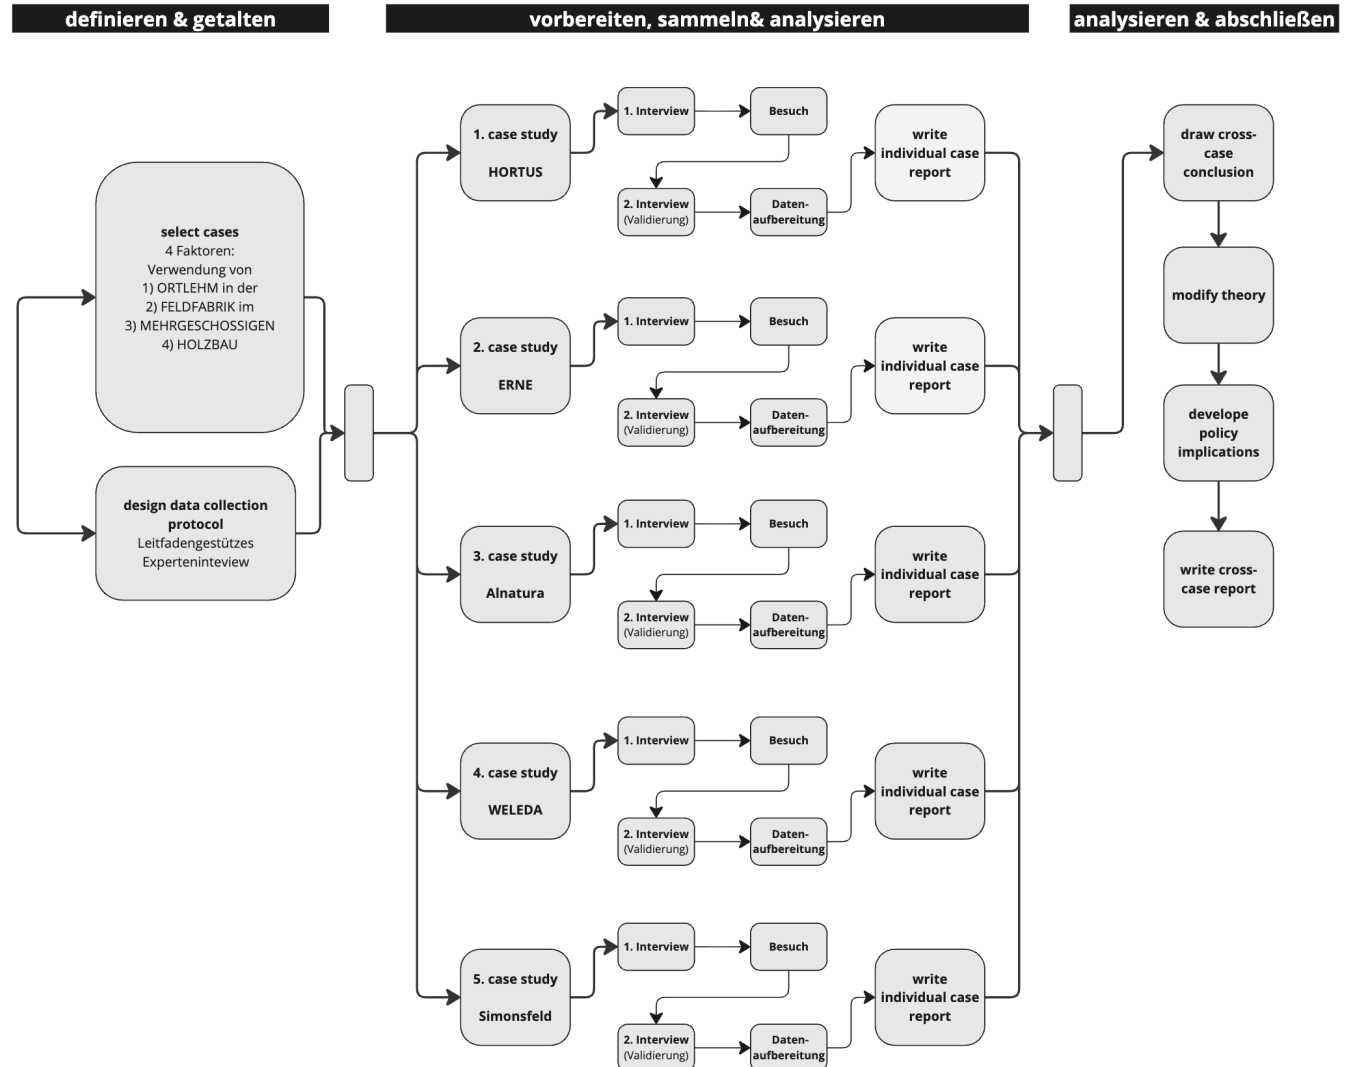 definieren & getalten
vorbereiten, sammeln& analysieren
analysieren & abschließen
select cases
4 Faktoren:
Verwendung von
1) ORTLEHM in der
2) FELDFABRIK im
3) MEHRGESCHOSSIGEN
4) HOLZBAU
design data collection
protocol
Leitfadengestützes
Experteninteview
1. case study
HORTUS
1. Interview
Besuch
2. Interview
(Validierung)
Daten-
aufbereitung
write
individual case
report
2. case study
ERNE
1. Interview
Besuch
2. Interview
(Validierung)
Daten-
aufbereitung
write
individual case
report
3. case study
Alnatura
1. Interview
Besuch
2. Interview
(Validierung)
Daten-
aufbereitung
write
individual case
report
4. case study
WELEDA
1. Interview
Besuch
2. Interview
(Validierung)
Daten-
aufbereitung
write
individual case
report
5. case study
Simonsfeld
1. Interview
Besuch
2. Interview
(Validierung)
Daten-
aufbereitung
write
individual case
report
draw cross-
case
conclusion
modify theory
develope
policy
implications
write cross-
case report